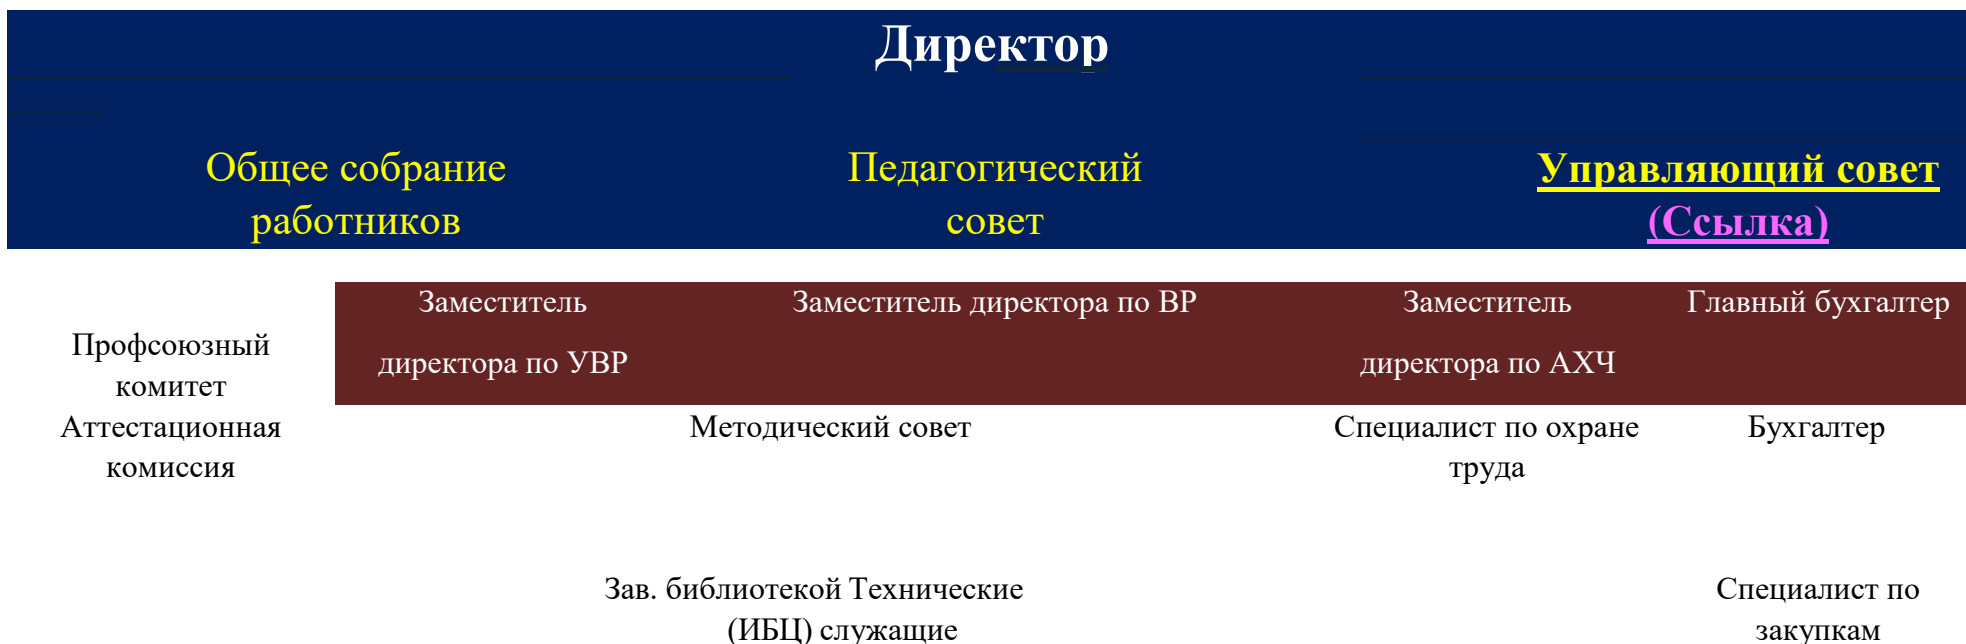 Директор
Общее собрание
работников
Педагогический
совет
Управляющий совет
(Ссылка)
Профсоюзный
комитет
Заместитель
директора по УВР
Заместитель директора по ВР
Заместитель
директора по АХЧ
Главный бухгалтер
Аттестационная
комиссия
Методический совет
Специалист по охране
труда
Бухгалтер
Зав. библиотекой Технические
(ИБЦ) служащие
Специалист по
закупкам